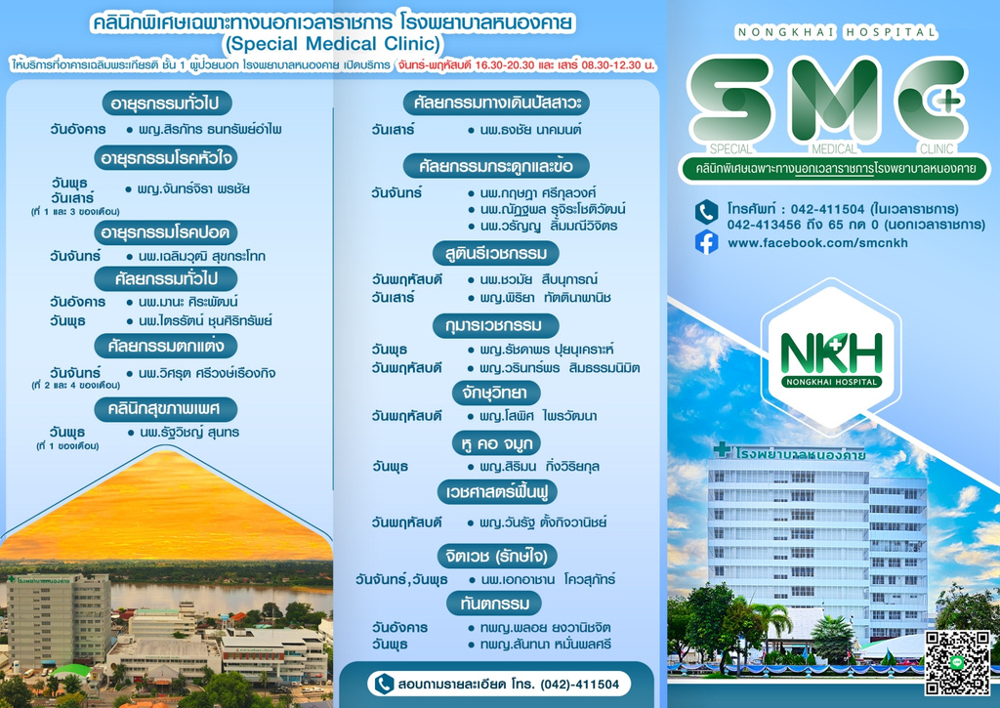 คลินิกพิเศษเฉพาะทางนอกเวลาราชการ โรงพยาบาลหนองคาย
(Special Medical Clinic)
ให้บริการที่อาคารเฉลิมพระเกียรติ ชั้น 1 ผู้ป่วยนอก โรงพยาบาลหนองคาย เปิดบริการ จันทร์-พฤหัสบดี 16.30-20.30 และ เสาร์ 08.30-12.30 น.
อายุรกรรมทั่วไป
วันอังคาร • พญ.สิรภัทร ธนทรัพย์อำไพ
อายุรกรรมโรคหัวใจ
วันพุธ
วันเสาร์ • พญ.จันทร์จิรา พรชัย
(ที่ 1 และ 3 ของเดือน)
อายุรกรรมโรคปอด
วันจันทร์ • นพ.เฉลิมวุฒิ สุขกระโทก
ศัลยกรรมทั่วไป
วันอังคาร • นพ.มานะ ศิระพัฒน์
วันพุธ • นพ.ไตรรัตน์ ชุนศิริทรัพย์
ศัลยกรรมตกแต่ง
วันจันทร์ • นพ.วิศรุต ศรีวงษ์เรืองกิจ
(ที่ 2 และ 4 ของเดือน)
คลินิกสุขภาพเพศ
วันพุธ • นพ.รัฐวิชญ์ สุนทร
(ที่ 1 ของเดือน)
โรงพยาบาลหนองคาย
ศัลยกรรมทางเดินปัสสาวะ
วันเสาร์ • นพ.ธงชัย นาคมนต์
ศัลยกรรมกระดูกและข้อ
วันจันทร์ • นพ.กฤษฎา ศรีกุลวงศ์
• นพ.ณัฏฐพล รุจิระโชติวัฒน์
• นพ.วรัญญู ลิ้มมณีวิจิตร
สูตินรีเวชกรรม
วันพฤหัสบดี • นพ.ชวมัย สืบนุการณ์
วันเสาร์ • พญ.พิริยา ทัตตินาพานิช
กุมารเวชกรรม
วันพุธ • พญ.รัชดาพร ปุยนุเคราะห์
วันพฤหัสบดี • พญ.วรินทร์พร สิมธรรมนิมิต
จักษุวิทยา
วันพฤหัสบดี • พญ.โสพิศ ไพรวัฒนา
หู คอ จมูก
วันพุธ • พญ.สิริมน กิ่งวิริยกุล
เวชศาสตร์ฟื้นฟู
วันพฤหัสบดี • พญ.วันรัฐ ตั้งกิจวานิชย์
จิตเวช (รักษ์ใจ)
วันจันทร์,วันพุธ • นพ.เอกอาชาน โควสุภัทร์
ทันตกรรม
วันอังคาร • ทพญ.พลอย ยงวานิชจิต
วันพุธ • ทพญ.สันทนา หมั่นพลศรี
สอบถามรายละเอียด โทร. (042)-411504
NONGKHAI HOSPITAL
SMC
SPECIAL MEDICAL CLINIC
คลินิกพิเศษเฉพาะทางนอกเวลาราชการโรงพยาบาลหนองคาย
โทรศัพท์ : 042-411504 (ในเวลาราชการ)
042-413456 ถึง 65 กด 0 (นอกเวลาราชการ)
www.facebook.com/smcnkh
NKH
NONGKHAI HOSPITAL
โรงพยาบาลหนองคาย
LINE